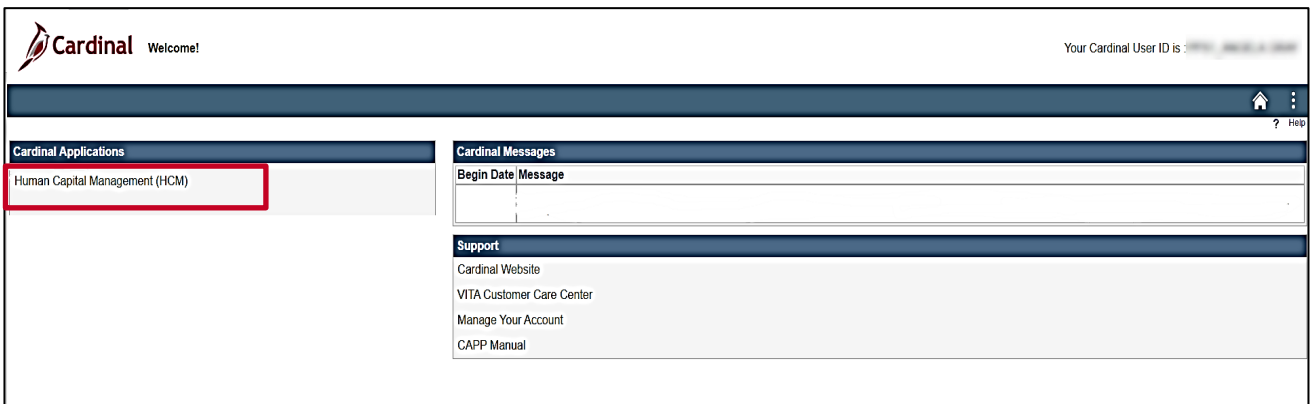 Cardinal Welcome!
Your Cardinal User ID is :
? Help
Cardinal Applications
Human Capital Management (HCM)
Cardinal Messages
Begin Date Message
Support
Cardinal Website
VITA Customer Care Center
Manage Your Account
CAPP Manual